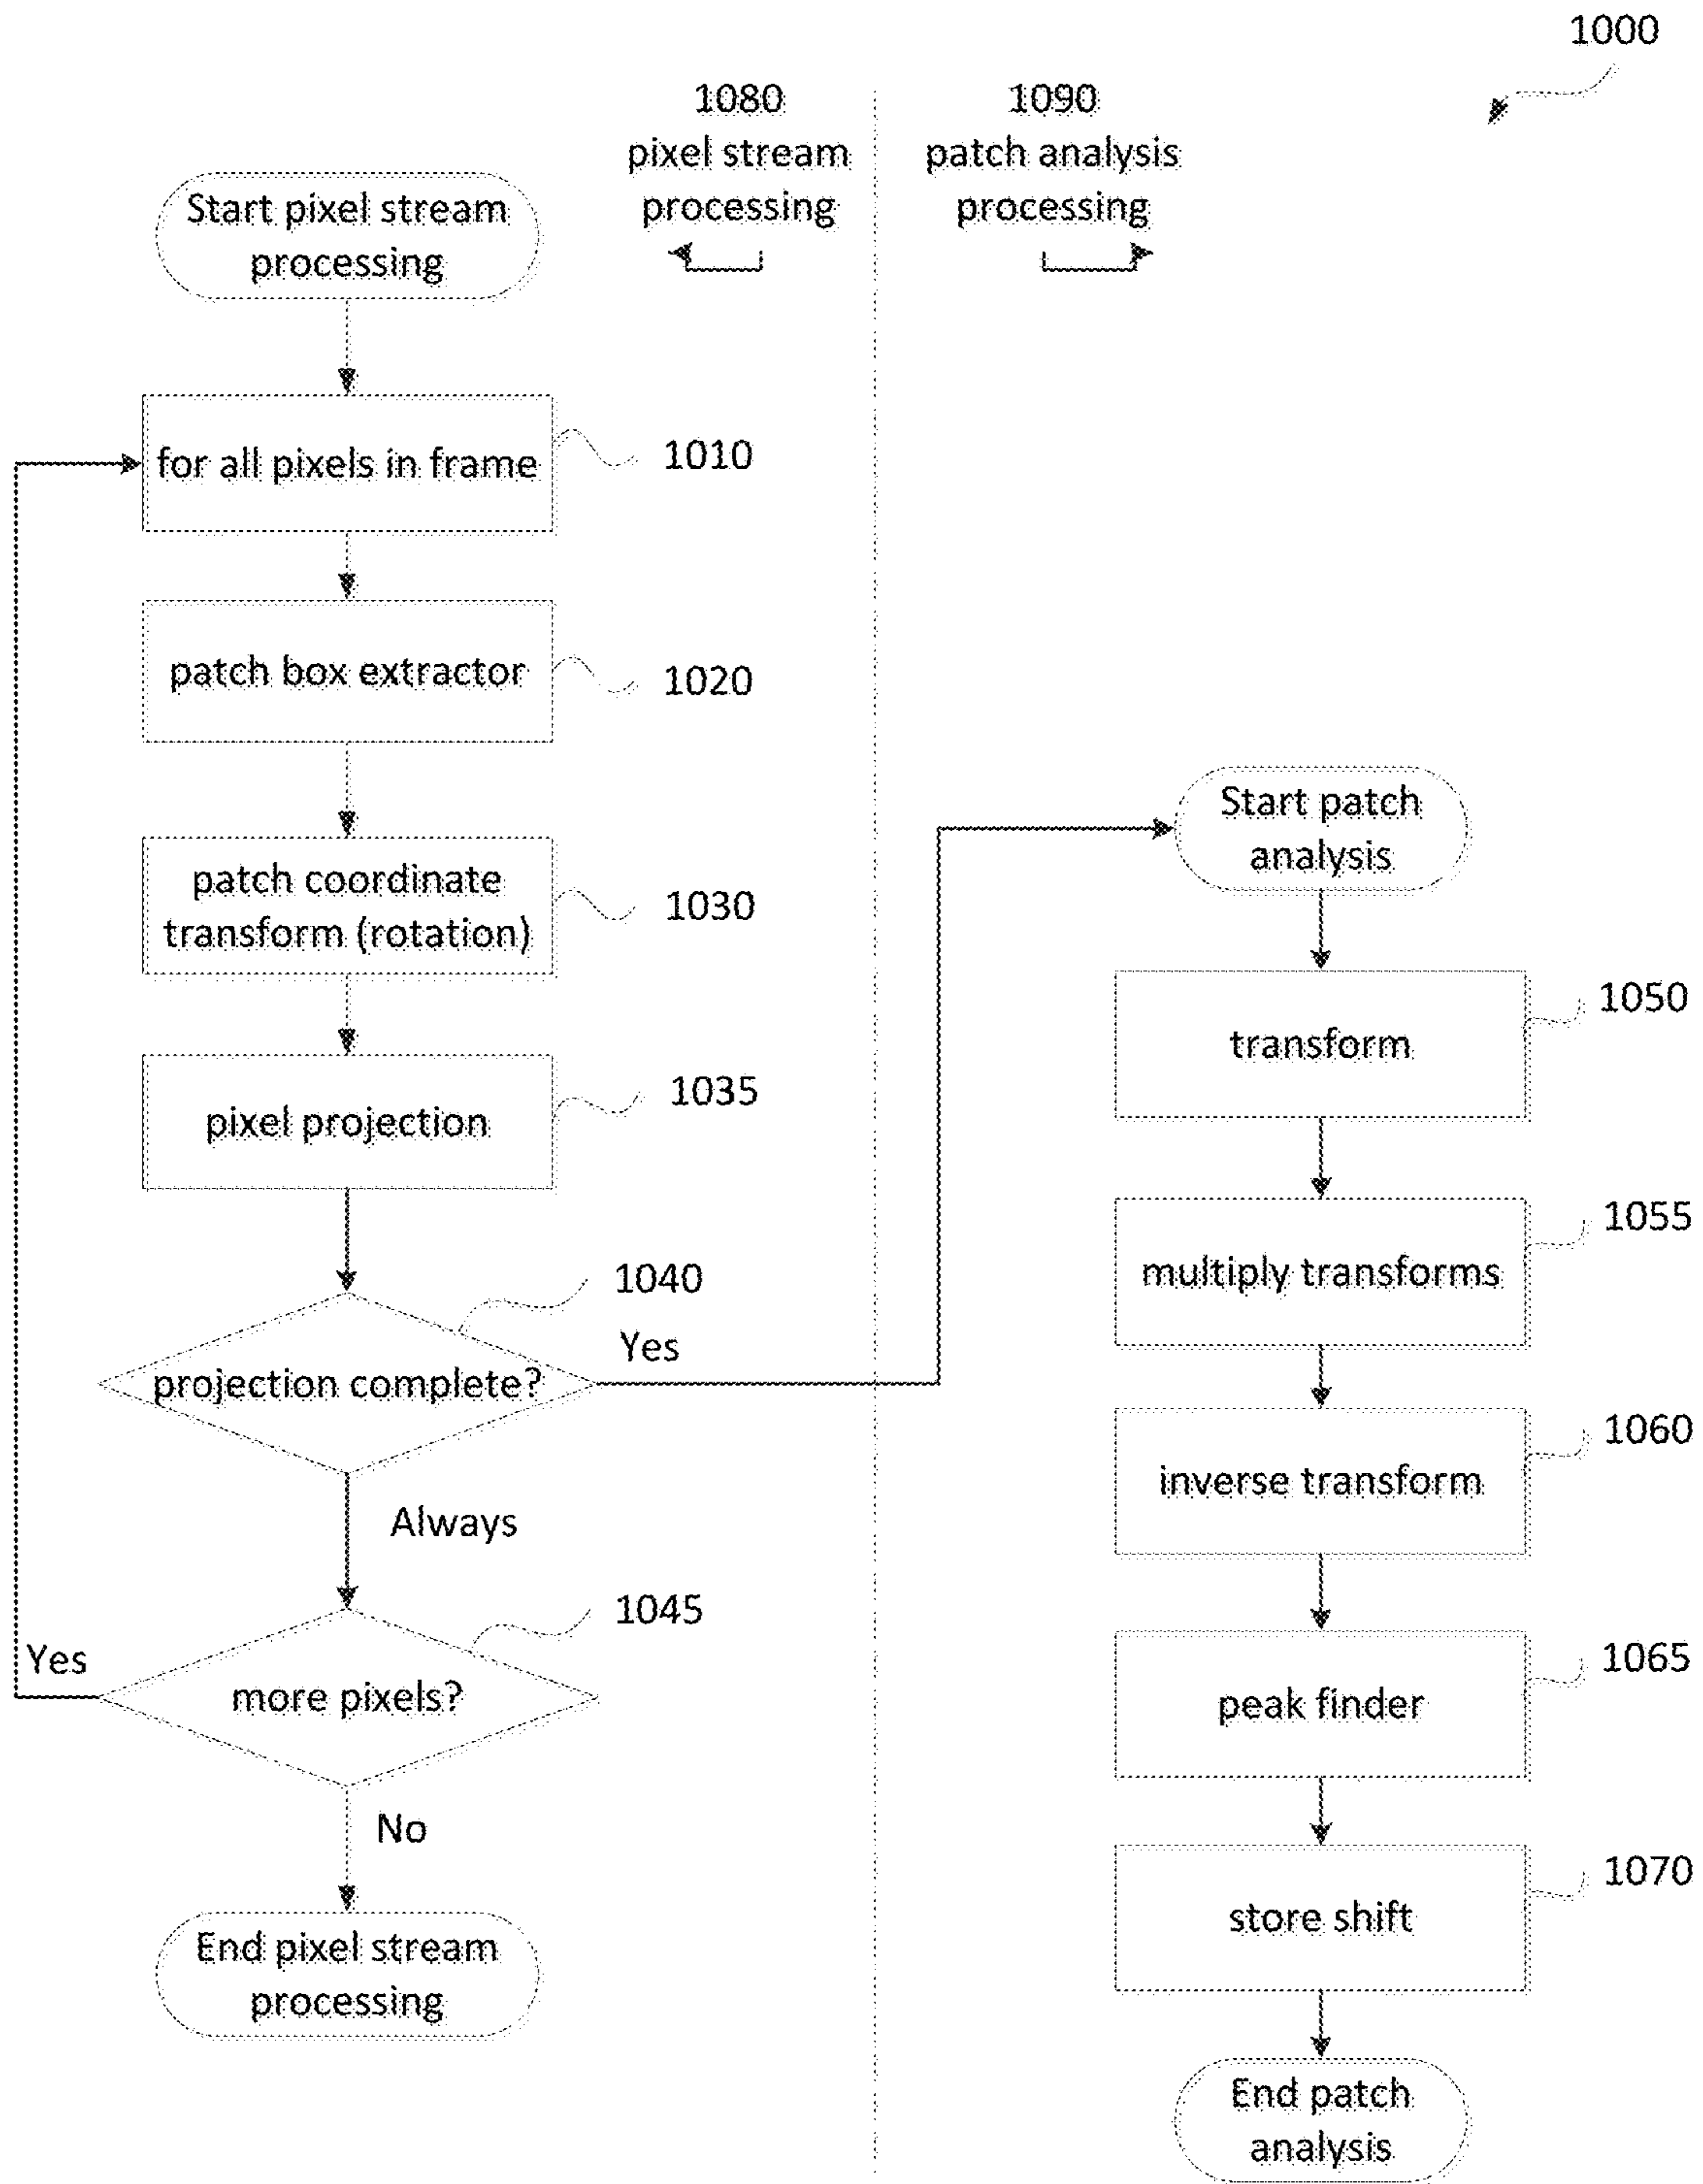 1000
1080
pixel stream
processing
1090
patch analysis
processing
Start pixel stream
processing
for all pixels in frame
1010
patch box extractor
1020
patch coordinate
transform (rotation)
1030
pixel projection
1035
projection complete?
1040
Yes
Always
more pixels?
1045
Yes
No
End pixel stream
processing
Start patch
analysis
transform
1050
multiply transforms
1055
inverse transform
1060
peak finder
1065
store shift
1070
End patch
analysis